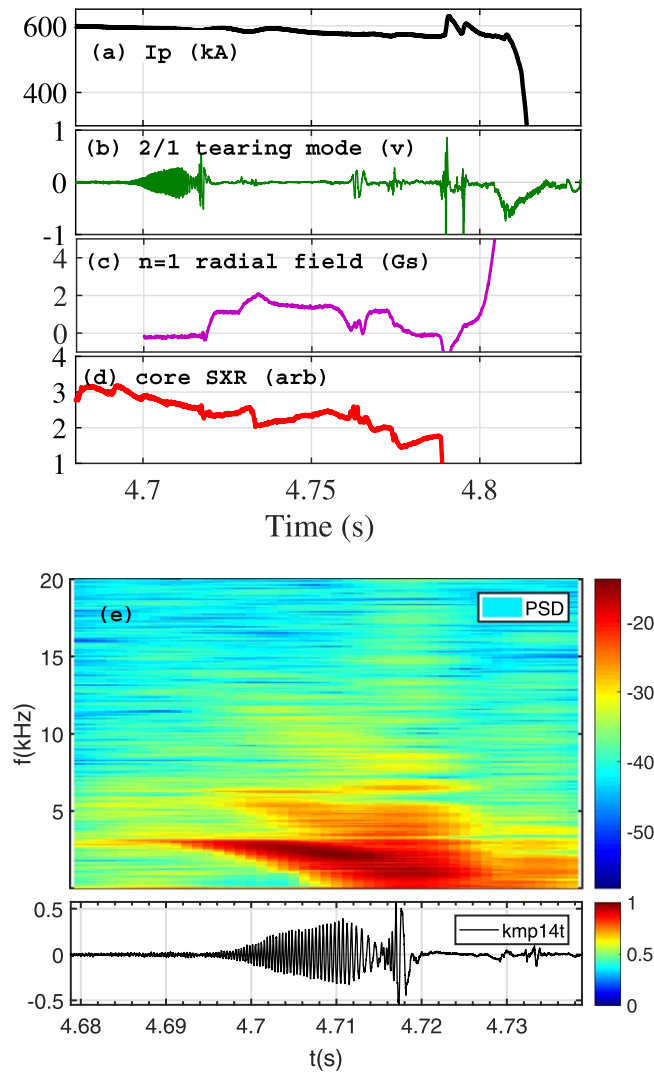 600
(a) Ip (kA)
400
1
(b) 2/1 tearing mode (v)
0
-1
4
(c) n=1 radial field (Gs)
2
0
4
(d) core SXR (arb)
3
2
1
4.7 4.75 4.8
Time (s)
20
(e)
PSD
-20
15
-30
f(kHz)
10
-40
5
-50
0.5
kmp14t
1
0
0.5
-0.5
0
4.68 4.69 4.7 4.71 4.72 4.73
t(s)